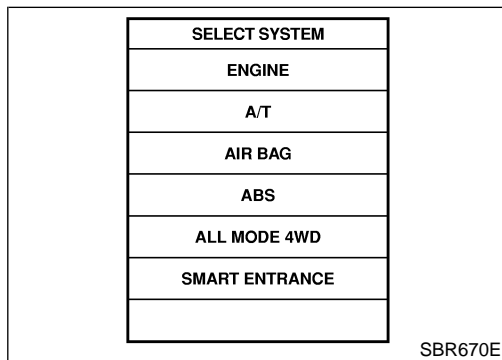 SELECT SYSTEM
ENGINE
A/T
AIR BAG
ABS
ALL MODE 4WD
SMART ENTRANCE
SBR670E